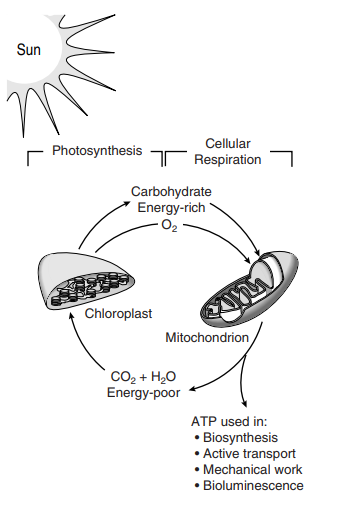 Sun
Photosynthesis
Cellular
Respiration
Carbohydrate
Energy-rich
O₂
Chloroplast
Mitochondrion
CO₂ + H₂O
Energy-poor
ATP used in:
• Biosynthesis
• Active transport
• Mechanical work
• Bioluminescence